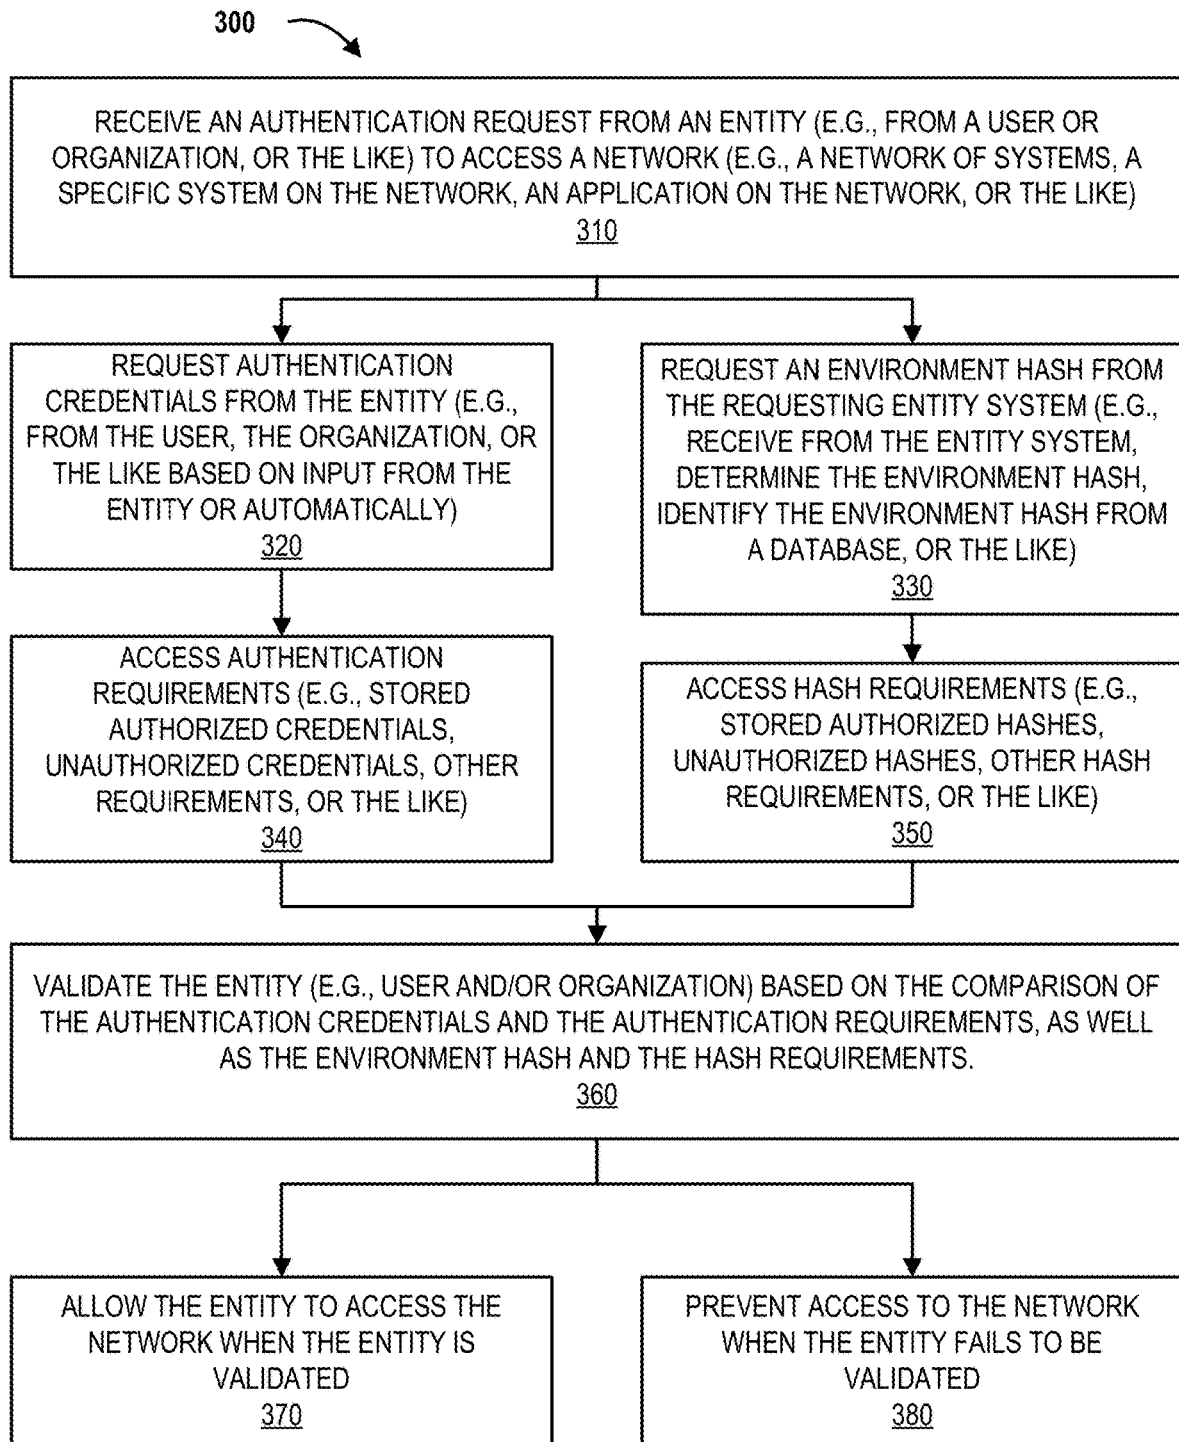 300
RECEIVE AN AUTHENTICATION REQUEST FROM AN ENTITY (E.G., FROM A USER OR
ORGANIZATION, OR THE LIKE) TO ACCESS A NETWORK (E.G., A NETWORK OF SYSTEMS, A
SPECIFIC SYSTEM ON THE NETWORK, AN APPLICATION ON THE NETWORK, OR THE LIKE)
310
REQUEST AUTHENTICATION
CREDENTIALS FROM THE ENTITY (E.G.,
FROM THE USER, THE ORGANIZATION, OR
THE LIKE BASED ON INPUT FROM THE
ENTITY OR AUTOMATICALLY)
320
REQUEST AN ENVIRONMENT HASH FROM
THE REQUESTING ENTITY SYSTEM (E.G.,
RECEIVE FROM THE ENTITY SYSTEM,
DETERMINE THE ENVIRONMENT HASH,
IDENTIFY THE ENVIRONMENT HASH FROM
A DATABASE, OR THE LIKE)
330
ACCESS AUTHENTICATION
REQUIREMENTS (E.G., STORED
AUTHORIZED CREDENTIALS,
UNAUTHORIZED CREDENTIALS, OTHER
REQUIREMENTS, OR THE LIKE)
340
ACCESS HASH REQUIREMENTS (E.G.,
STORED AUTHORIZED HASHES,
UNAUTHORIZED HASHES, OTHER HASH
REQUIREMENTS, OR THE LIKE)
350
VALIDATE THE ENTITY (E.G., USER AND/OR ORGANIZATION) BASED ON THE COMPARISON OF
THE AUTHENTICATION CREDENTIALS AND THE AUTHENTICATION REQUIREMENTS, AS WELL
AS THE ENVIRONMENT HASH AND THE HASH REQUIREMENTS.
360
ALLOW THE ENTITY TO ACCESS THE
NETWORK WHEN THE ENTITY IS
VALIDATED
370
PREVENT ACCESS TO THE NETWORK
WHEN THE ENTITY FAILS TO BE
VALIDATED
380